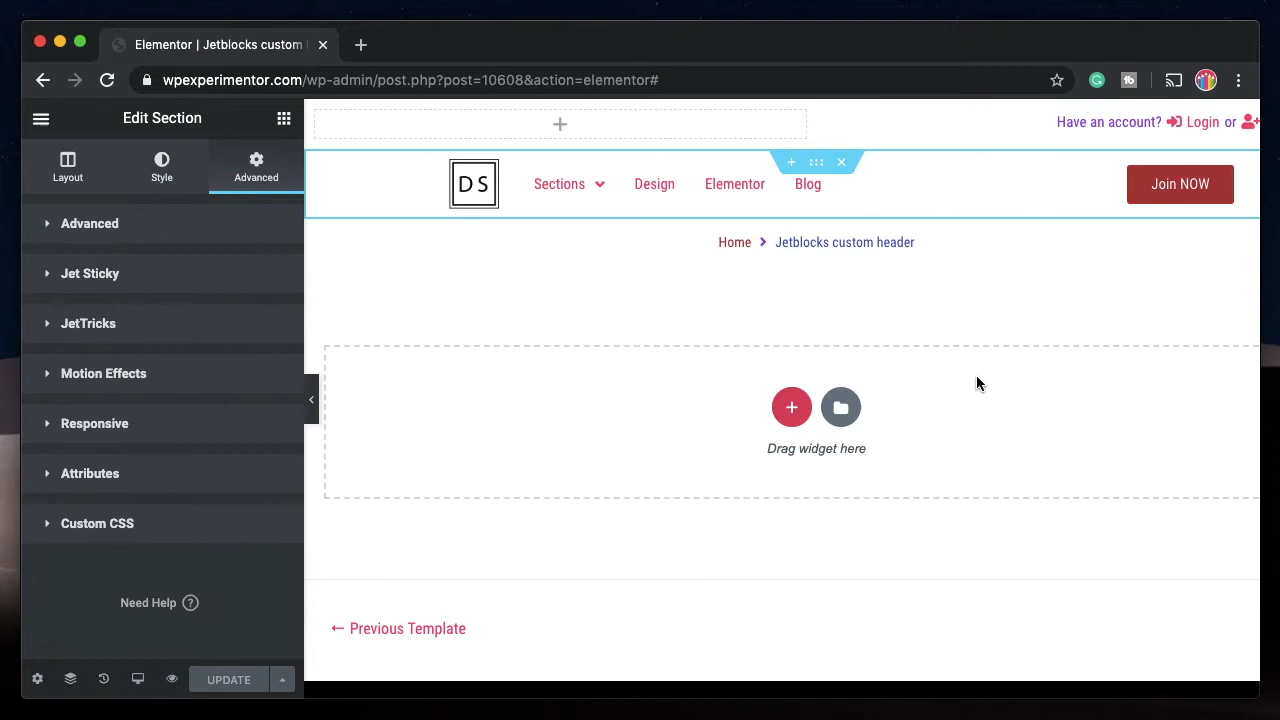 Elementor | Jetblocks custom
wpexperimentor.com/wp-admin/post.php?post=10608&action=elementor#
Edit Section
Layout
Style
Advanced
Advanced
Jet Sticky
JetTricks
Motion Effects
Responsive
Attributes
Custom CSS
Need Help ?
UPDATE
Have an account? Login or
DS
Sections
Design
Elementor
Blog
Join NOW
Home > Jetblocks custom header
Drag widget here
← Previous Template